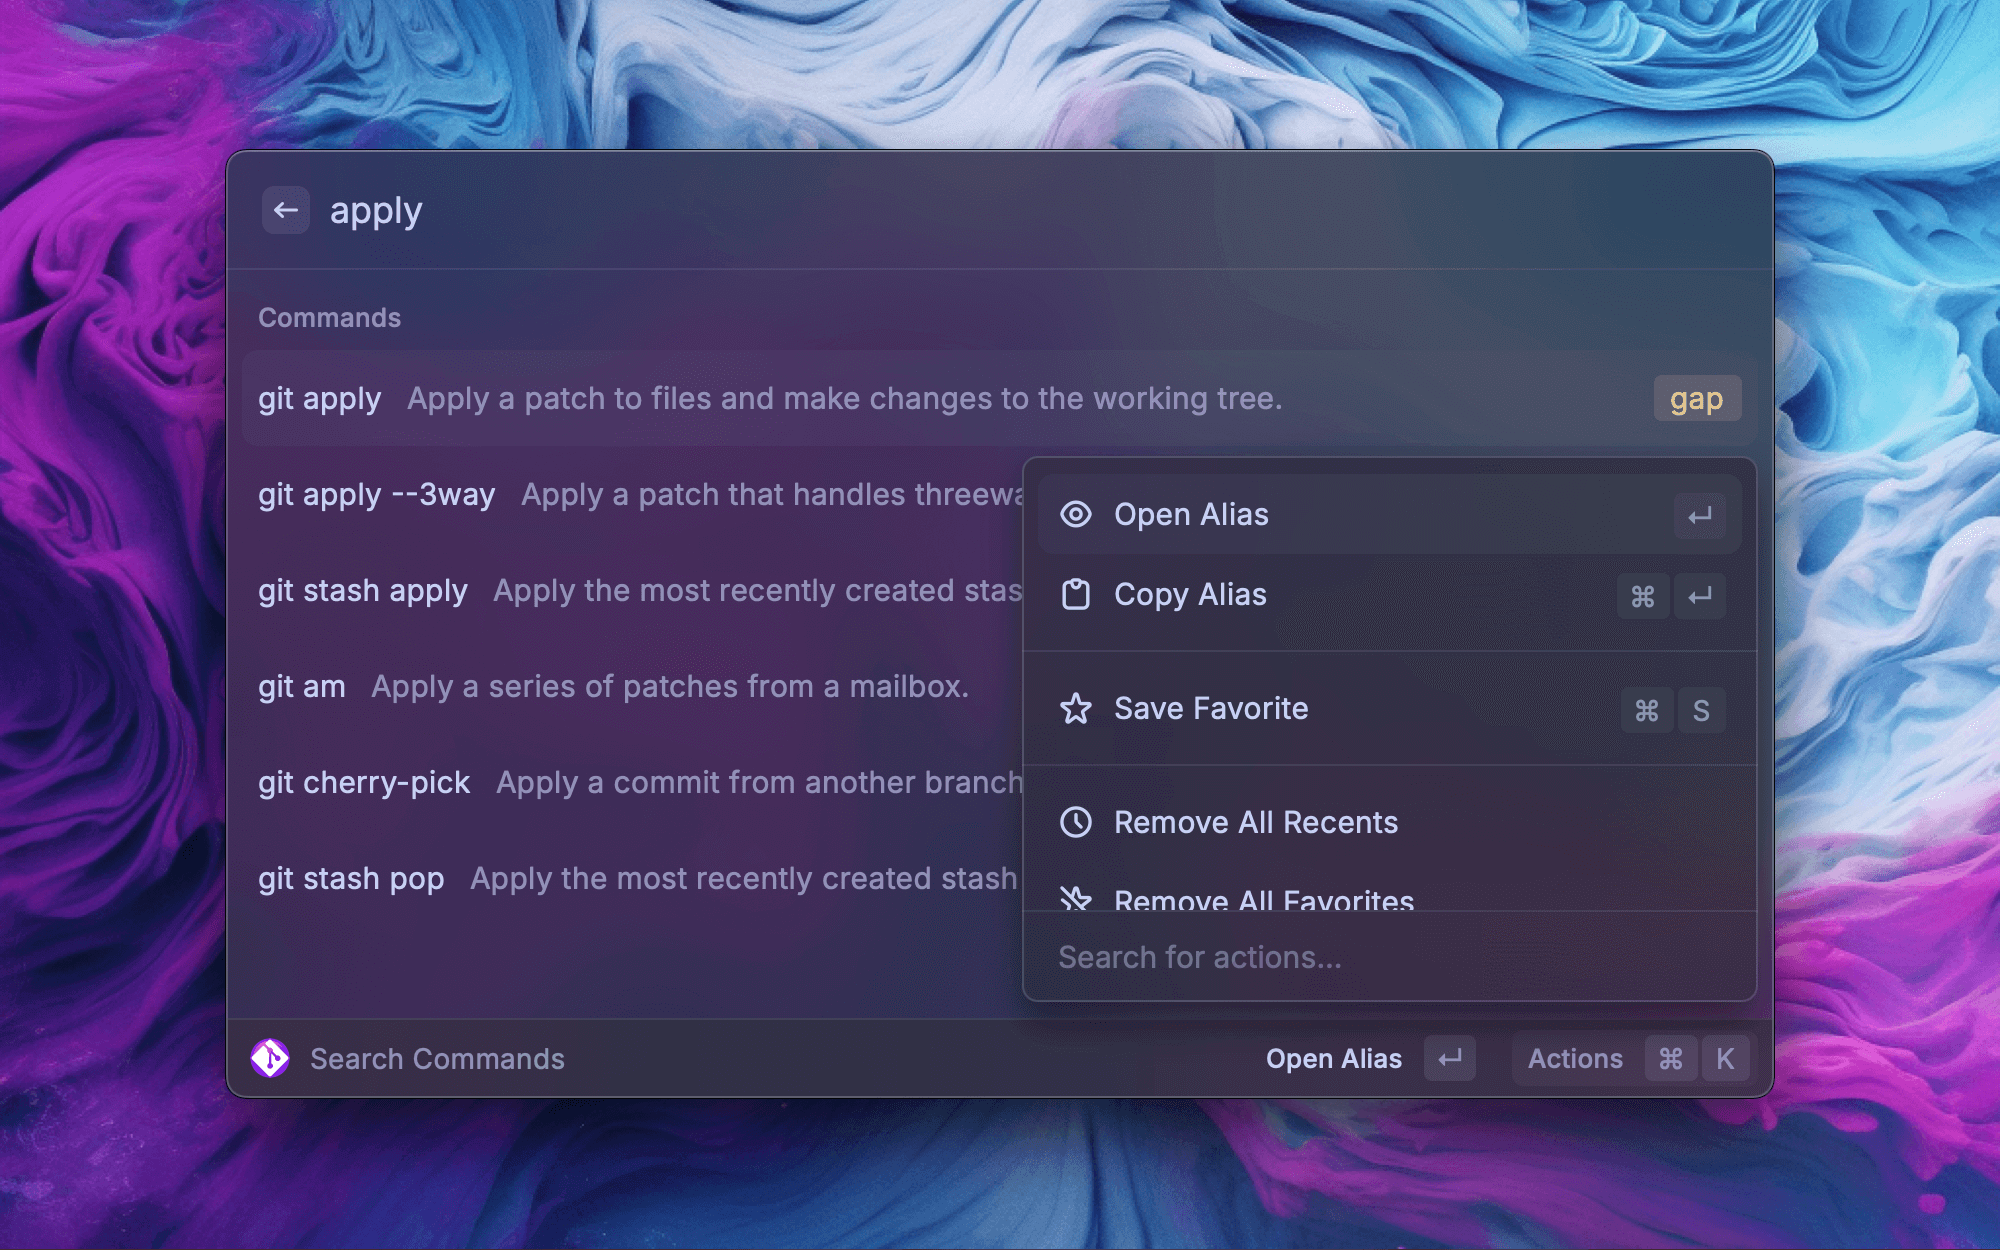 apply
Commands
git apply Apply a patch to files and make changes to the working tree. gap
git apply --3way Apply a patch that handles
git stash apply Apply the most recently created
git am Apply a series of patches from a mailbox.
git cherry-pick Apply a commit from another branch
git stash pop Apply the most recently created stash
Open Alias ↵
Copy Alias ⌘ ↵
Save Favorite ⌘ S
Remove All Recents
Remove All Favorites
Search for actions...
Search Commands
Open Alias ↵ Actions ⌘ K